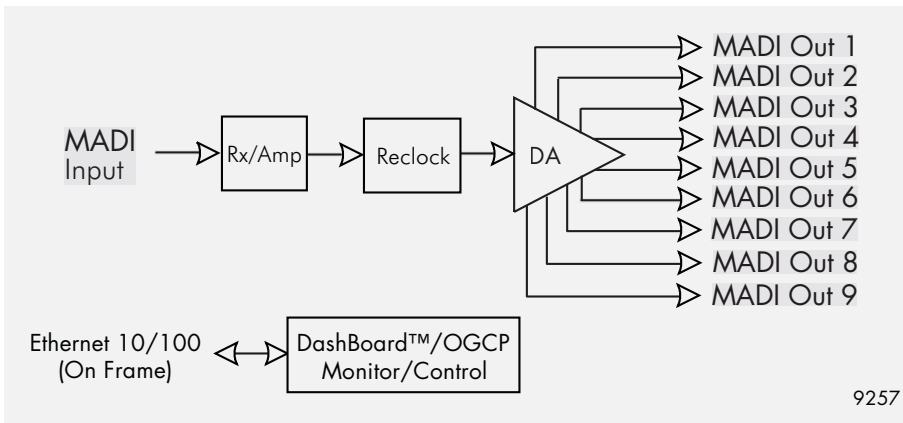 MADI
Input
Rx/Amp
Reclock
DA
MADI Out 1
MADI Out 2
MADI Out 3
MADI Out 4
MADI Out 5
MADI Out 6
MADI Out 7
MADI Out 8
MADI Out 9
Ethernet 10/100
(On Frame)
DashBoard™/OGCP
Monitor/Control
9257